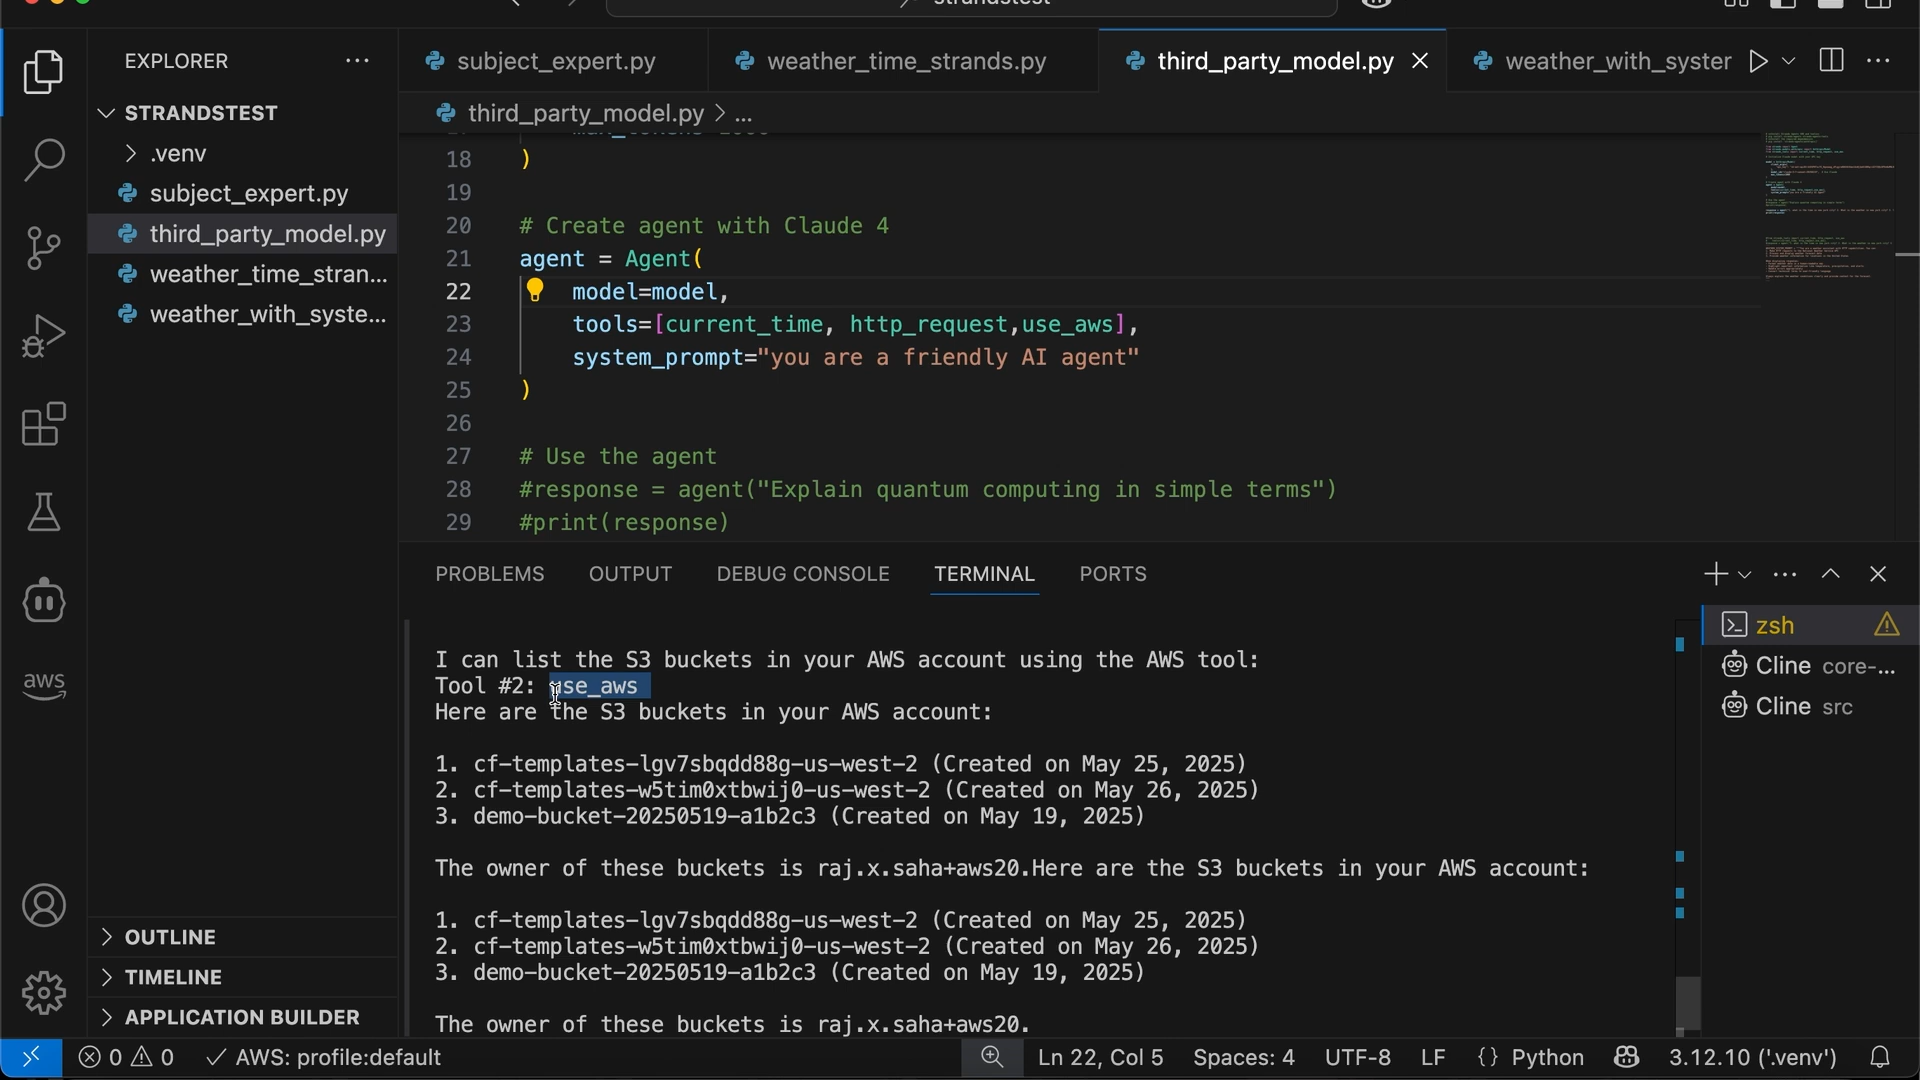 strandstest
EXPLORER
STRANDSTEST
.venv
subject_expert.py
third_party_model.py
weather_time_stran...
weather_with_syste...
OUTLINE
TIMELINE
APPLICATION BUILDER
aws
subject_expert.py
weather_time_strands.py
third_party_model.py
weather_with_syster
third_party_model.py > ...
18 )
19
20 # Create agent with Claude 4
21 agent = Agent(
22 model=model,
23 tools=[current_time, http_request,use_aws],
24 system_prompt="you are a friendly AI agent"
25 )
26
27 # Use the agent
28 #response = agent("Explain quantum computing in simple terms")
29 #print(response)
PROBLEMS OUTPUT DEBUG CONSOLE TERMINAL PORTS
I can list the S3 buckets in your AWS account using the AWS tool:
Tool #2: use_aws
Here are the S3 buckets in your AWS account:
1. cf-templates-lgv7sbqdd88g-us-west-2 (Created on May 25, 2025)
2. cf-templates-w5tim0xtbwij0-us-west-2 (Created on May 26, 2025)
3. demo-bucket-20250519-a1b2c3 (Created on May 19, 2025)
The owner of these buckets is raj.x.saha+aws20.Here are the S3 buckets in your AWS account:
1. cf-templates-lgv7sbqdd88g-us-west-2 (Created on May 25, 2025)
2. cf-templates-w5tim0xtbwij0-us-west-2 (Created on May 26, 2025)
3. demo-bucket-20250519-a1b2c3 (Created on May 19, 2025)
The owner of these buckets is raj.x.saha+aws20.
zsh
Cline core-...
Cline src
0 0 AWS: profile:default
Ln 22, Col 5 Spaces: 4 UTF-8 LF {} Python 3.12.10 ('.venv')